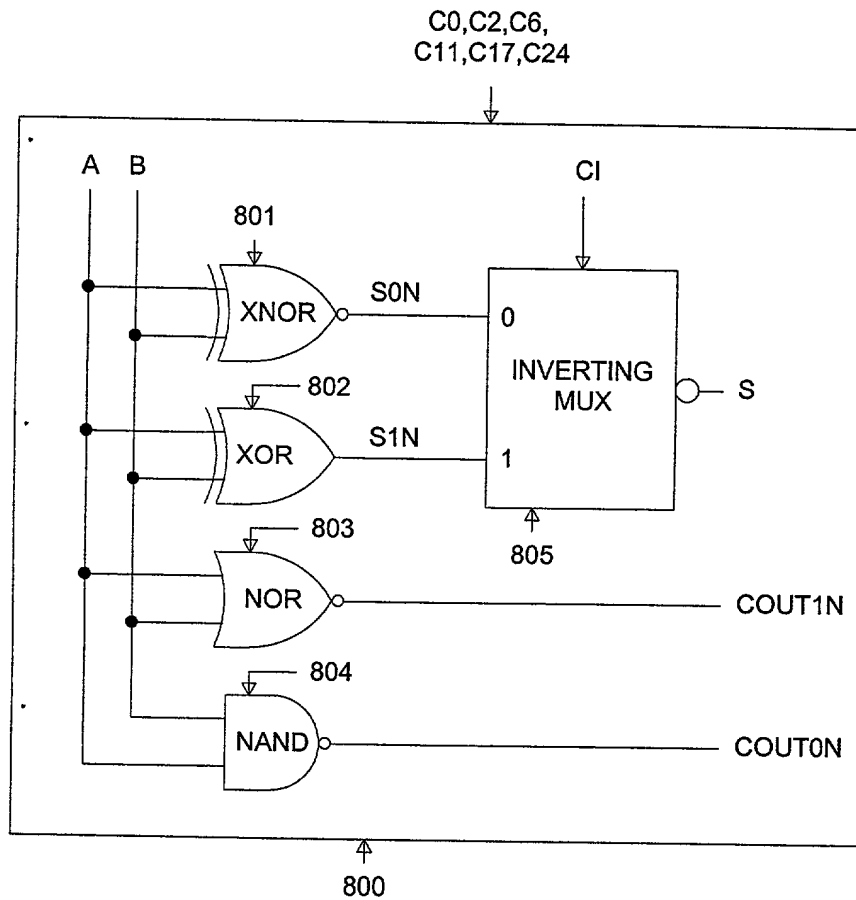 C0,C2,C6,
C11,C17,C24
A B
CI
801
XNOR
S0N
0
INVERTING
MUX
S
802
XOR
S1N
1
805
803
NOR
COUT1N
804
NAND
COUT0N
800